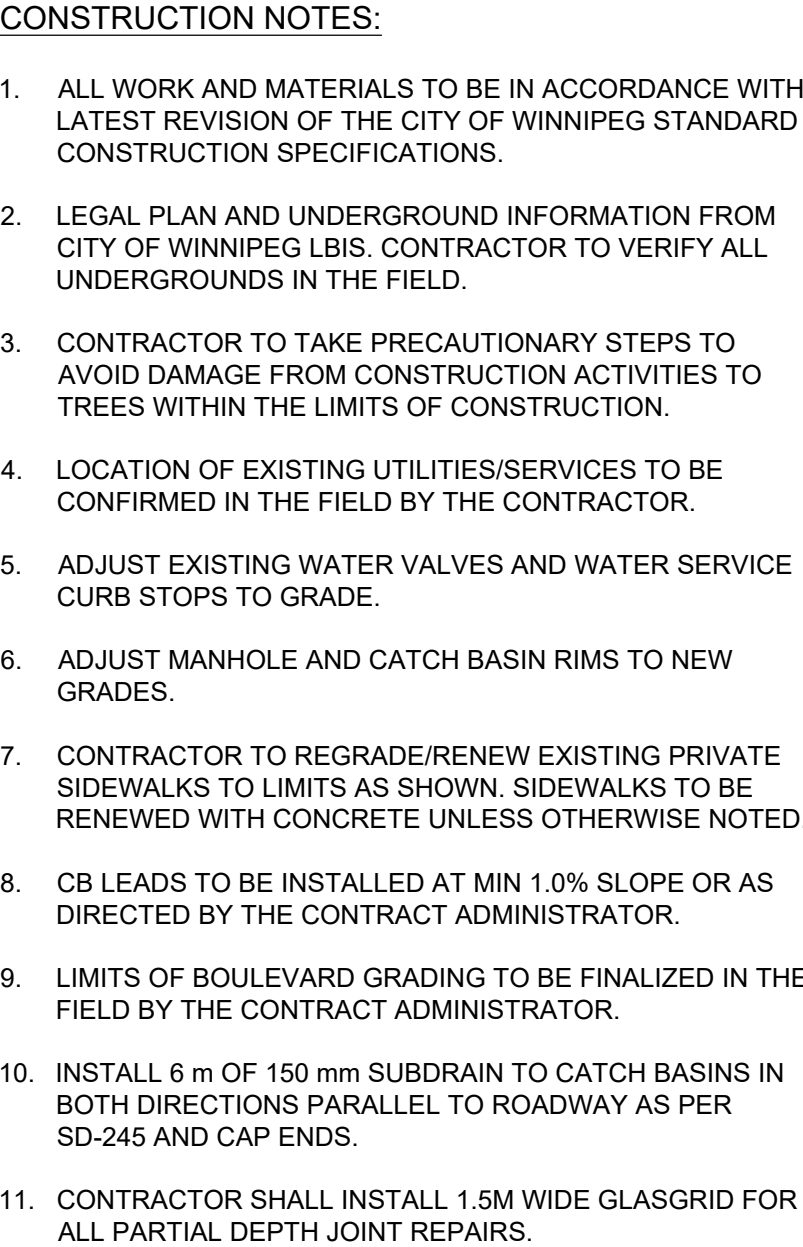 CONSTRUCTION NOTES:
1. ALL WORK AND MATERIALS TO BE IN ACCORDANCE WITH
LATEST REVISION OF THE CITY OF WINNIPEG STANDARD
CONSTRUCTION SPECIFICATIONS.
2. LEGAL PLAN AND UNDERGROUND INFORMATION FROM
CITY OF WINNIPEG LBIS. CONTRACTOR TO VERIFY ALL
UNDERGROUNDS IN THE FIELD.
3. CONTRACTOR TO TAKE PRECAUTIONARY STEPS TO
AVOID DAMAGE FROM CONSTRUCTION ACTIVITIES TO
TREES WITHIN THE LIMITS OF CONSTRUCTION.
4. LOCATION OF EXISTING UTILITIES/SERVICES TO BE
CONFIRMED IN THE FIELD BY THE CONTRACTOR.
5. ADJUST EXISTING WATER VALVES AND WATER SERVICE
CURB STOPS TO GRADE.
6. ADJUST MANHOLE AND CATCH BASIN RIMS TO NEW
GRADES.
7. CONTRACTOR TO REGRADE/RENEW EXISTING PRIVATE
SIDEWALKS TO LIMITS AS SHOWN. SIDEWALKS TO BE
RENEWED WITH CONCRETE UNLESS OTHERWISE NOTED.
8. CB LEADS TO BE INSTALLED AT MIN 1.0% SLOPE OR AS
DIRECTED BY THE CONTRACT ADMINISTRATOR.
9. LIMITS OF BOULEVARD GRADING TO BE FINALIZED IN THE
FIELD BY THE CONTRACT ADMINISTRATOR.
10. INSTALL 6 m OF 150 mm SUBDRAIN TO CATCH BASINS IN
BOTH DIRECTIONS PARALLEL TO ROADWAY AS PER
SD-245 AND CAP ENDS.
11. CONTRACTOR SHALL INSTALL 1.5M WIDE GLASGRID FOR
ALL PARTIAL DEPTH JOINT REPAIRS.